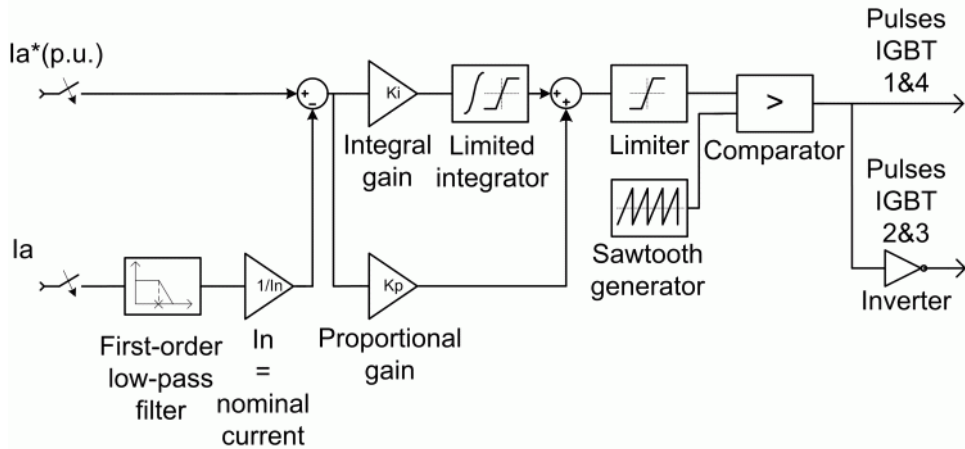 Ia*(p.u.)
+
-
Ki
Integral
gain
Limited
integrator
+
+
Limiter
>
Comparator
Pulses
IGBT
1&4
Pulses
IGBT
2&3
Inverter
Sawtooth
generator
Ia
First-order
low-pass
filter
1/In
In
=
nominal
current
Kp
Proportional
gain